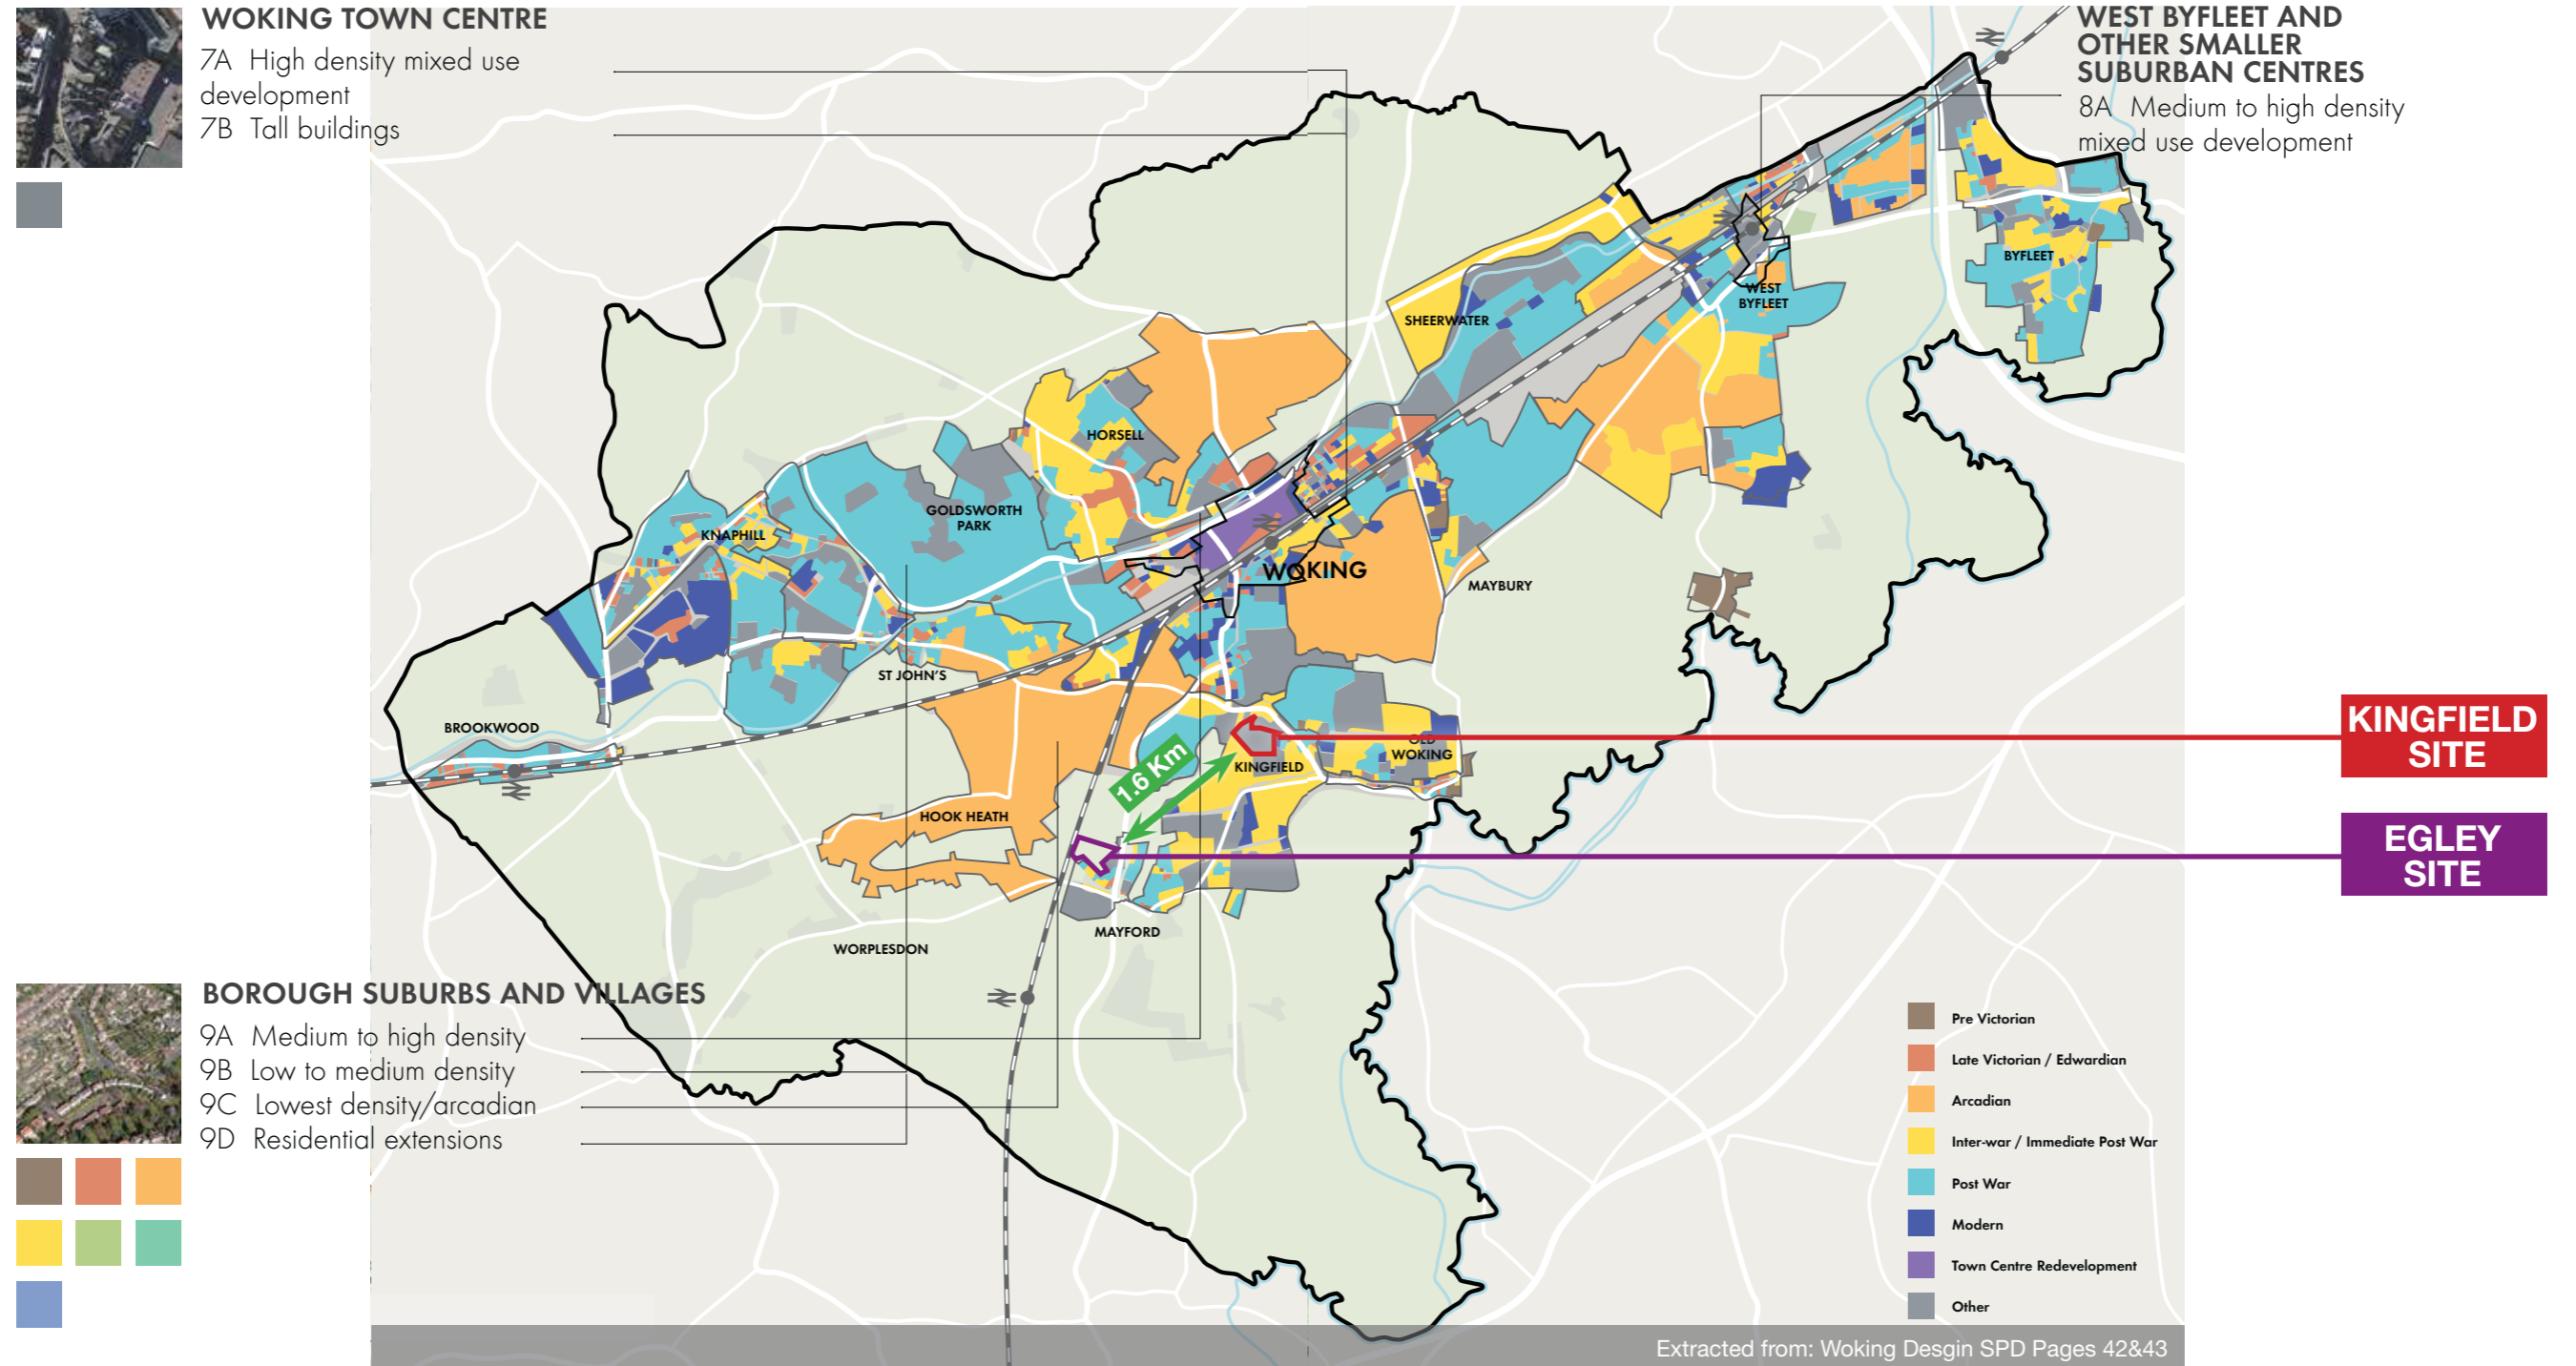 WOKING TOWN CENTRE
7A High density mixed use
development
7B Tall buildings
WEST BYFLEET AND
OTHER SMALLER
SUBURBAN CENTRES
8A Medium to high density
mixed use development
BYFLEET
WEST
BYFLEET
SHEERWATER
HORSELL
GOLDSWORTH
PARK
KNAPHILL
WOKING
MAYBURY
ST JOHN'S
BROOKWOOD
OLD
WOKING
KINGFIELD
1.6 Km
HOOK HEATH
MAYFORD
WORPLESDON
KINGFIELD
SITE
EGLEY
SITE
BOROUGH SUBURBS AND VILLAGES
9A Medium to high density
9B Low to medium density
9C Lowest density/arcadian
9D Residential extensions
Pre Victorian
Late Victorian / Edwardian
Arcadian
Inter-war / Immediate Post War
Post War
Modern
Town Centre Redevelopment
Other
Extracted from: Woking Desgin SPD Pages 42&43